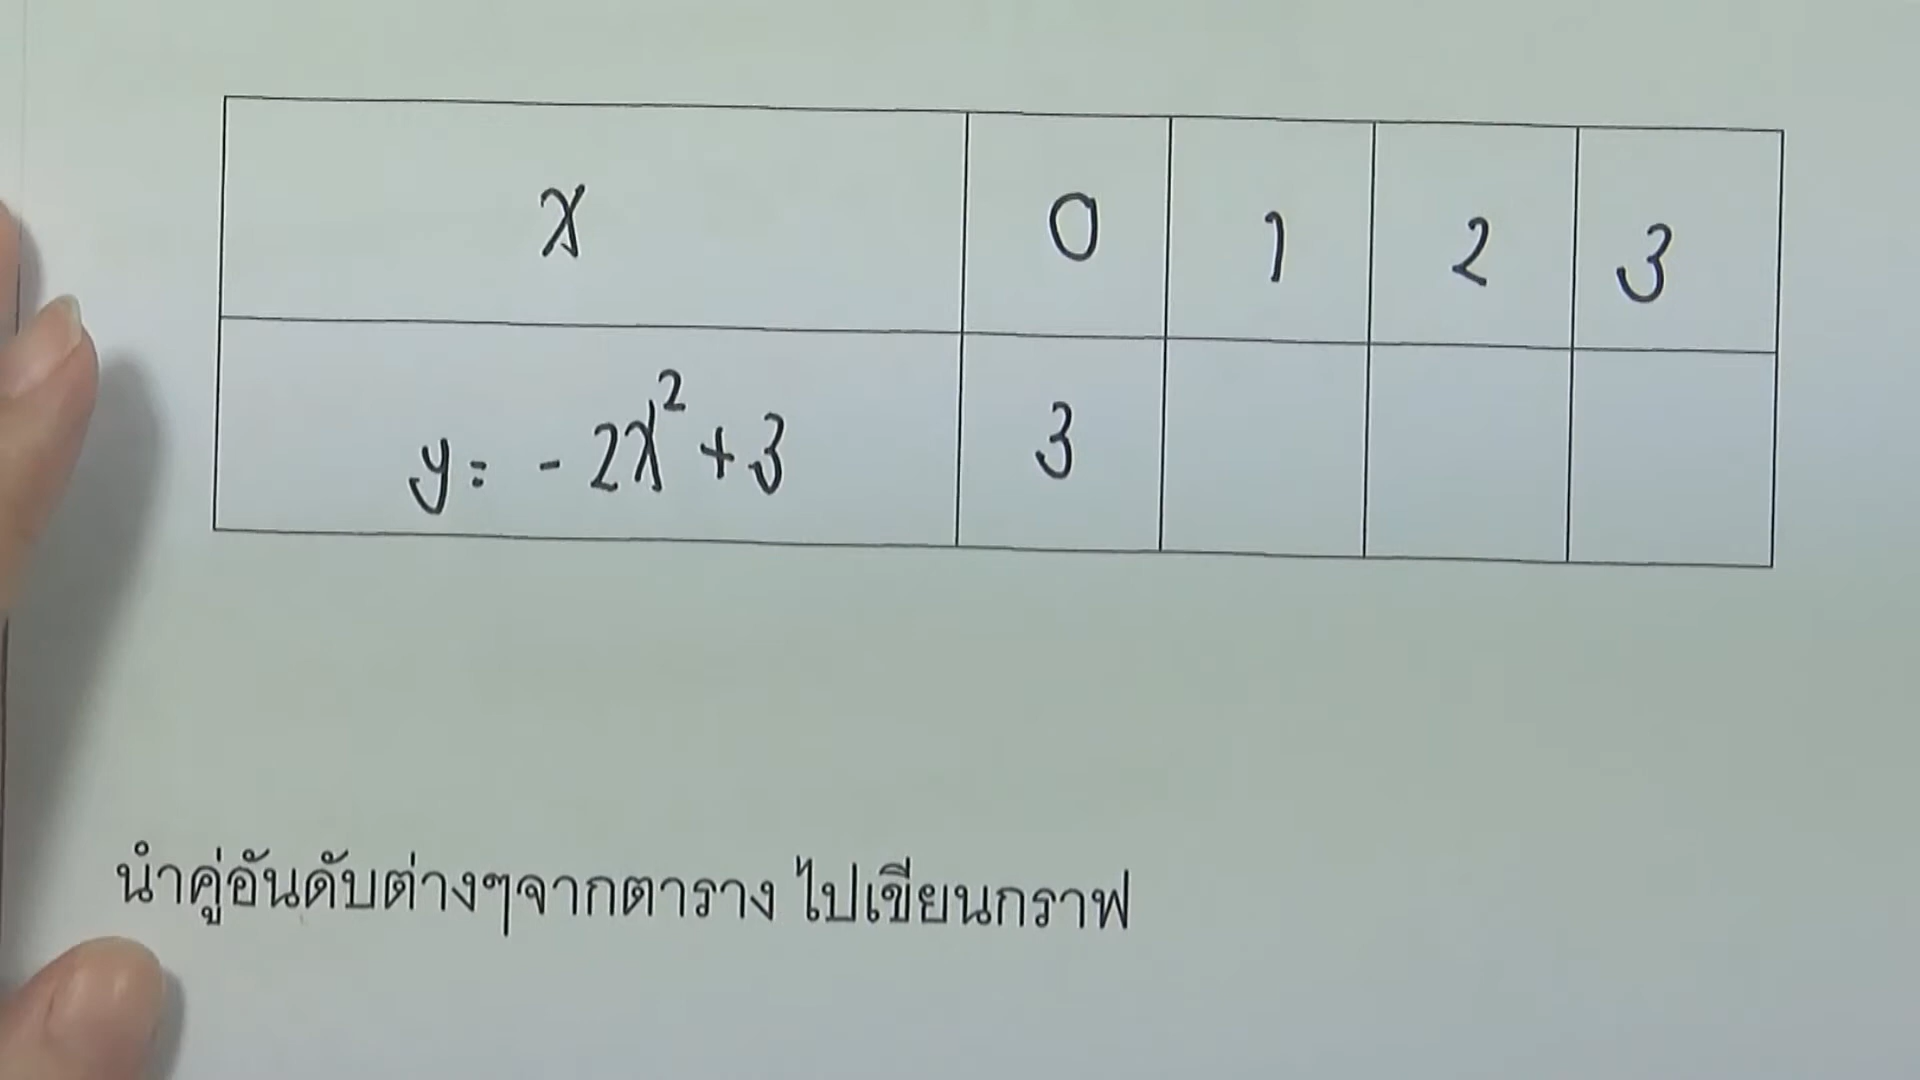 x 0 1 2 3
y = - 2x² + 3 3
นำคู่อันดับต่างๆจากตาราง ไปเขียนกราฟ